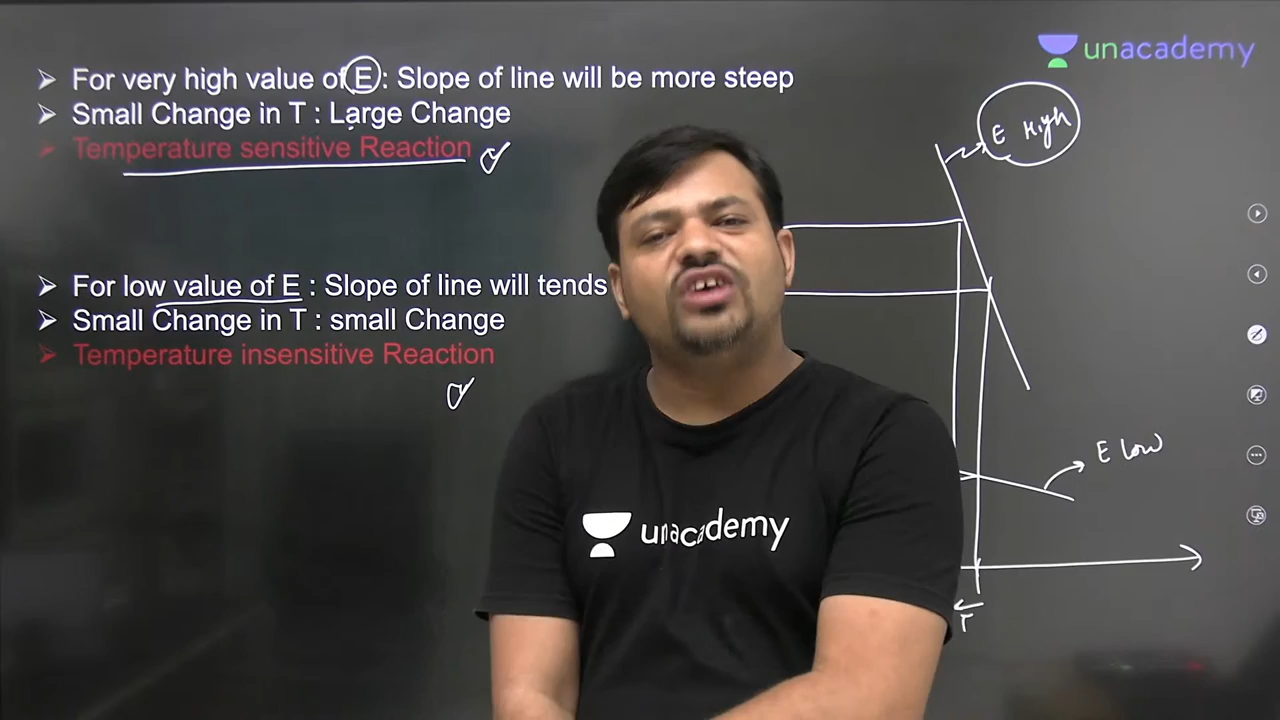 unacademy
➢ For very high value of E : Slope of line will be more steep
➢ Small Change in T : Large Change
➢ Temperature sensitive Reaction
E High
➢ For low value of E : Slope of line will tends
➢ Small Change in T : small Change
➢ Temperature insensitive Reaction
E low
unacademy
T